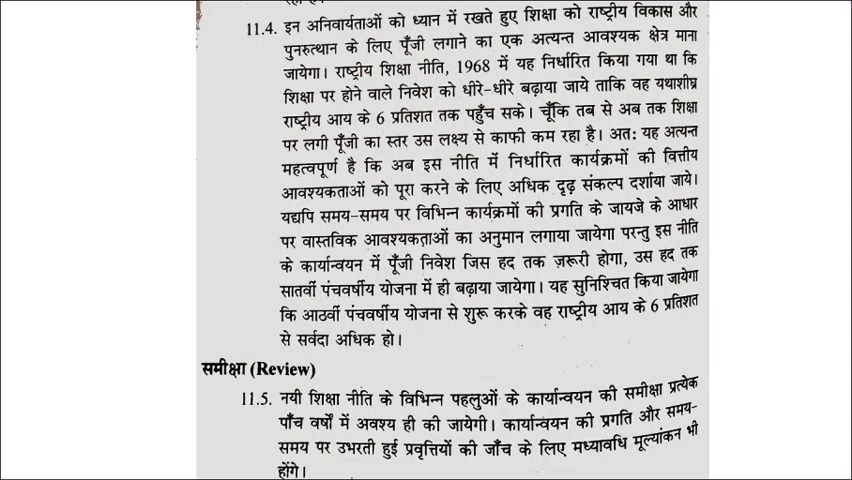 11.4. इन अनिवार्यताओं को ध्यान में रखते हुए शिक्षा को राष्ट्रीय विकास और
पुनरुत्थान के लिए पूँजी लगाने का एक अत्यन्त आवश्यक क्षेत्र माना
जायेगा। राष्ट्रीय शिक्षा नीति, 1968 में यह निर्धारित किया गया था कि
शिक्षा पर होने वाले निवेश को धीरे-धीरे बढ़ाया जाये ताकि वह यथाशीघ्र
राष्ट्रीय आय के 6 प्रतिशत तक पहुँच सके। चूँकि तब से अब तक शिक्षा
पर लगी पूँजी का स्तर उस लक्ष्य से काफी कम रहा है। अत: यह अत्यन्त
महत्वपूर्ण है कि अब इस नीति में निर्धारित कार्यक्रमों की वित्तीय
आवश्यकताओं को पूरा करने के लिए अधिक दृढ़ संकल्प दर्शाया जाये।
यद्यपि समय-समय पर विभिन्न कार्यक्रमों की प्रगति के जायजे के आधार
पर वास्तविक आवश्यकताओं का अनुमान लगाया जायेगा परन्तु इस नीति
के कार्यान्वयन में पूँजी निवेश जिस हद तक ज़रूरी होगा, उस हद तक
सातवीं पंचवर्षीय योजना में ही बढ़ाया जायेगा। यह सुनिश्चित किया जायेगा
कि आठवीं पंचवर्षीय योजना से शुरू करके वह राष्ट्रीय आय के 6 प्रतिशत
से सर्वदा अधिक हो।
समीक्षा (Review)
11.5. नयी शिक्षा नीति के विभिन्न पहलुओं के कार्यान्वयन की समीक्षा प्रत्येक
पाँच वर्षों में अवश्य ही की जायेगी। कार्यान्वयन की प्रगति और समय-
समय पर उभरती हुई प्रवृत्तियों की जाँच के लिए मध्यावधि मूल्यांकन भी
होंगे।